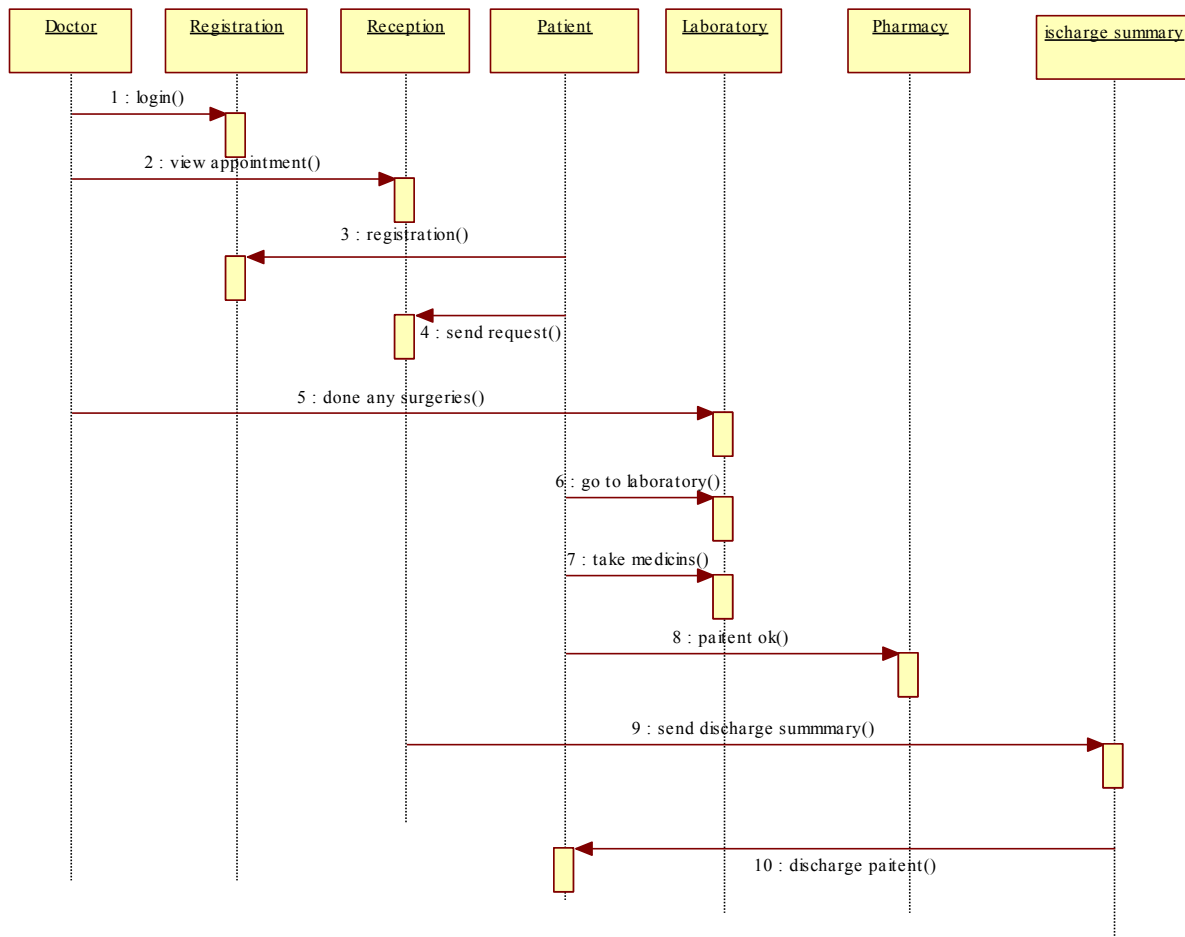 Doctor
Registration
Reception
Patient
Laboratory
Pharmacy
ischarge summary
1 : login()
2 : view appointment()
3 : registration()
4 : send request()
5 : done any surgeries()
6 : go to laboratory()
7 : take medicins()
8 : paitent ok()
9 : send discharge summmary()
10 : discharge paitent()